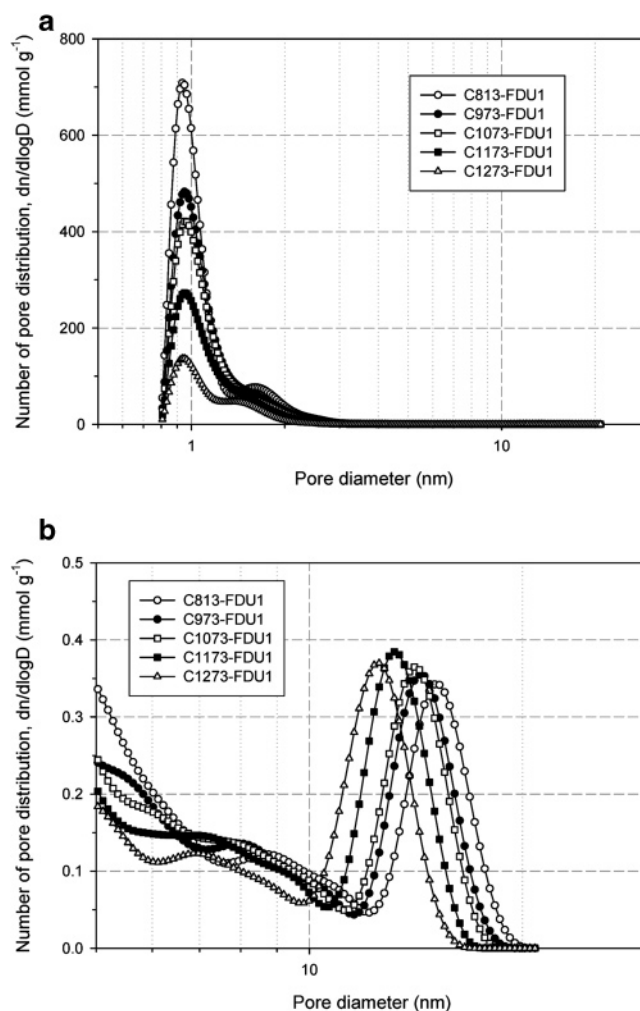 a
800
600
400
200
0
Number of pore distribution, dn/dlogD (mmol g⁻¹)
C813-FDU1
C973-FDU1
C1073-FDU1
C1173-FDU1
C1273-FDU1
1
10
Pore diameter (nm)
b
0.5
0.4
0.3
0.2
0.1
0.0
Number of pore distribution, dn/dlogD (mmol g⁻¹)
C813-FDU1
C973-FDU1
C1073-FDU1
C1173-FDU1
C1273-FDU1
10
Pore diameter (nm)